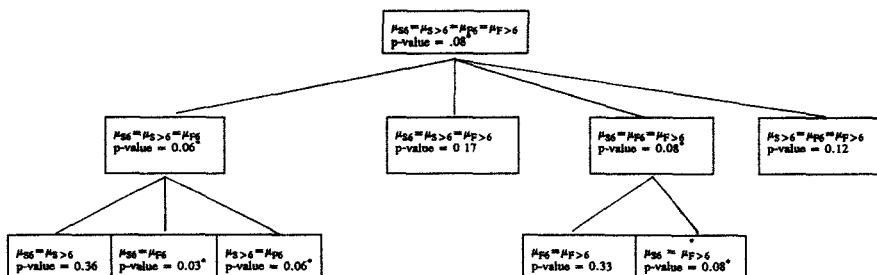 μS6=μS>6=μF6=μF>6
p-value = .08*
μS6=μS>6=μF6
p-value = 0.06*
μS6=μS>6=μF>6
p-value = 0 17
μS6=μF6=μF>6
p-value = 0.08*
μS>6=μF6=μF>6
p-value = 0.12
μS6=μS>6
p-value = 0.36
μS6=μF6
p-value = 0.03*
μS>6=μF6
p-value = 0.06*
μF6=μF>6
p-value = 0.33
μS6 = μF>6
p-value = 0.08*